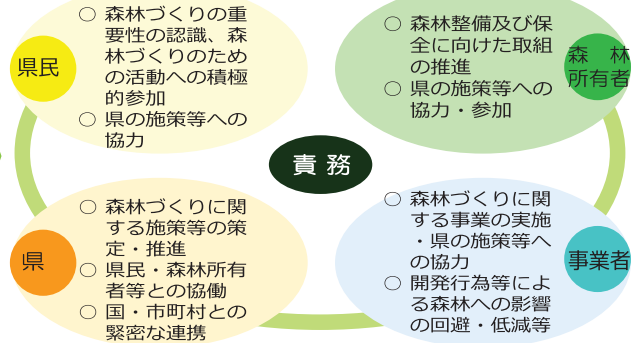 県民
○ 森林づくりの重
要性の認識、森
林づくりのため
の活動への積極
的参加
○ 県の施策等への
協力
○ 森林整備及び保
全に向けた取組
の推進
○ 県の施策等への
協力・参加
森　林
所有者
責務
県
○ 森林づくりに関
する施策等の策
定・推進
○ 県民・森林所有
者等との協働
○ 国・市町村との
緊密な連携
○ 森林づくりに関
する事業の実施
・県の施策等へ
の協力
○ 開発行為等によ
る森林への影響
の回避・低減等
事業者